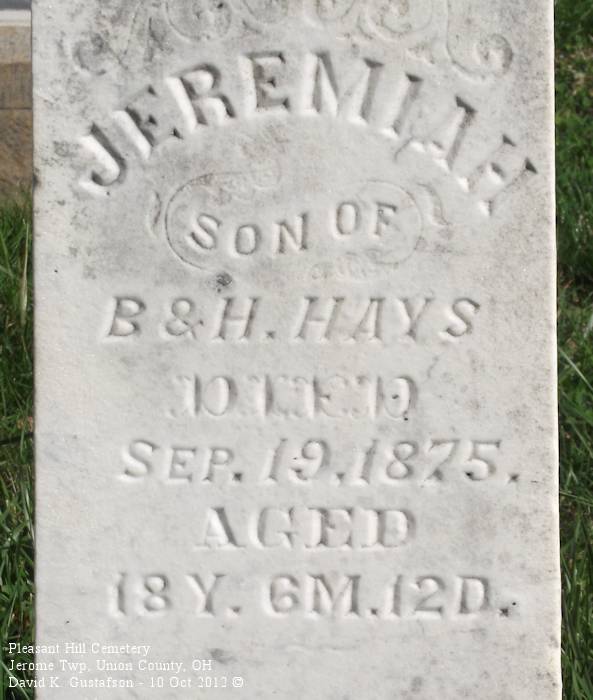 JEREMIAH
SON OF
B & H. HAYS
DIED
SEP. 19. 1875.
AGED
18 Y. 6 M. 12 D.
Pleasant Hill Cemetery
Jerome Twp, Union County, OH
David K. Gustafson - 10 Oct 2012 ©